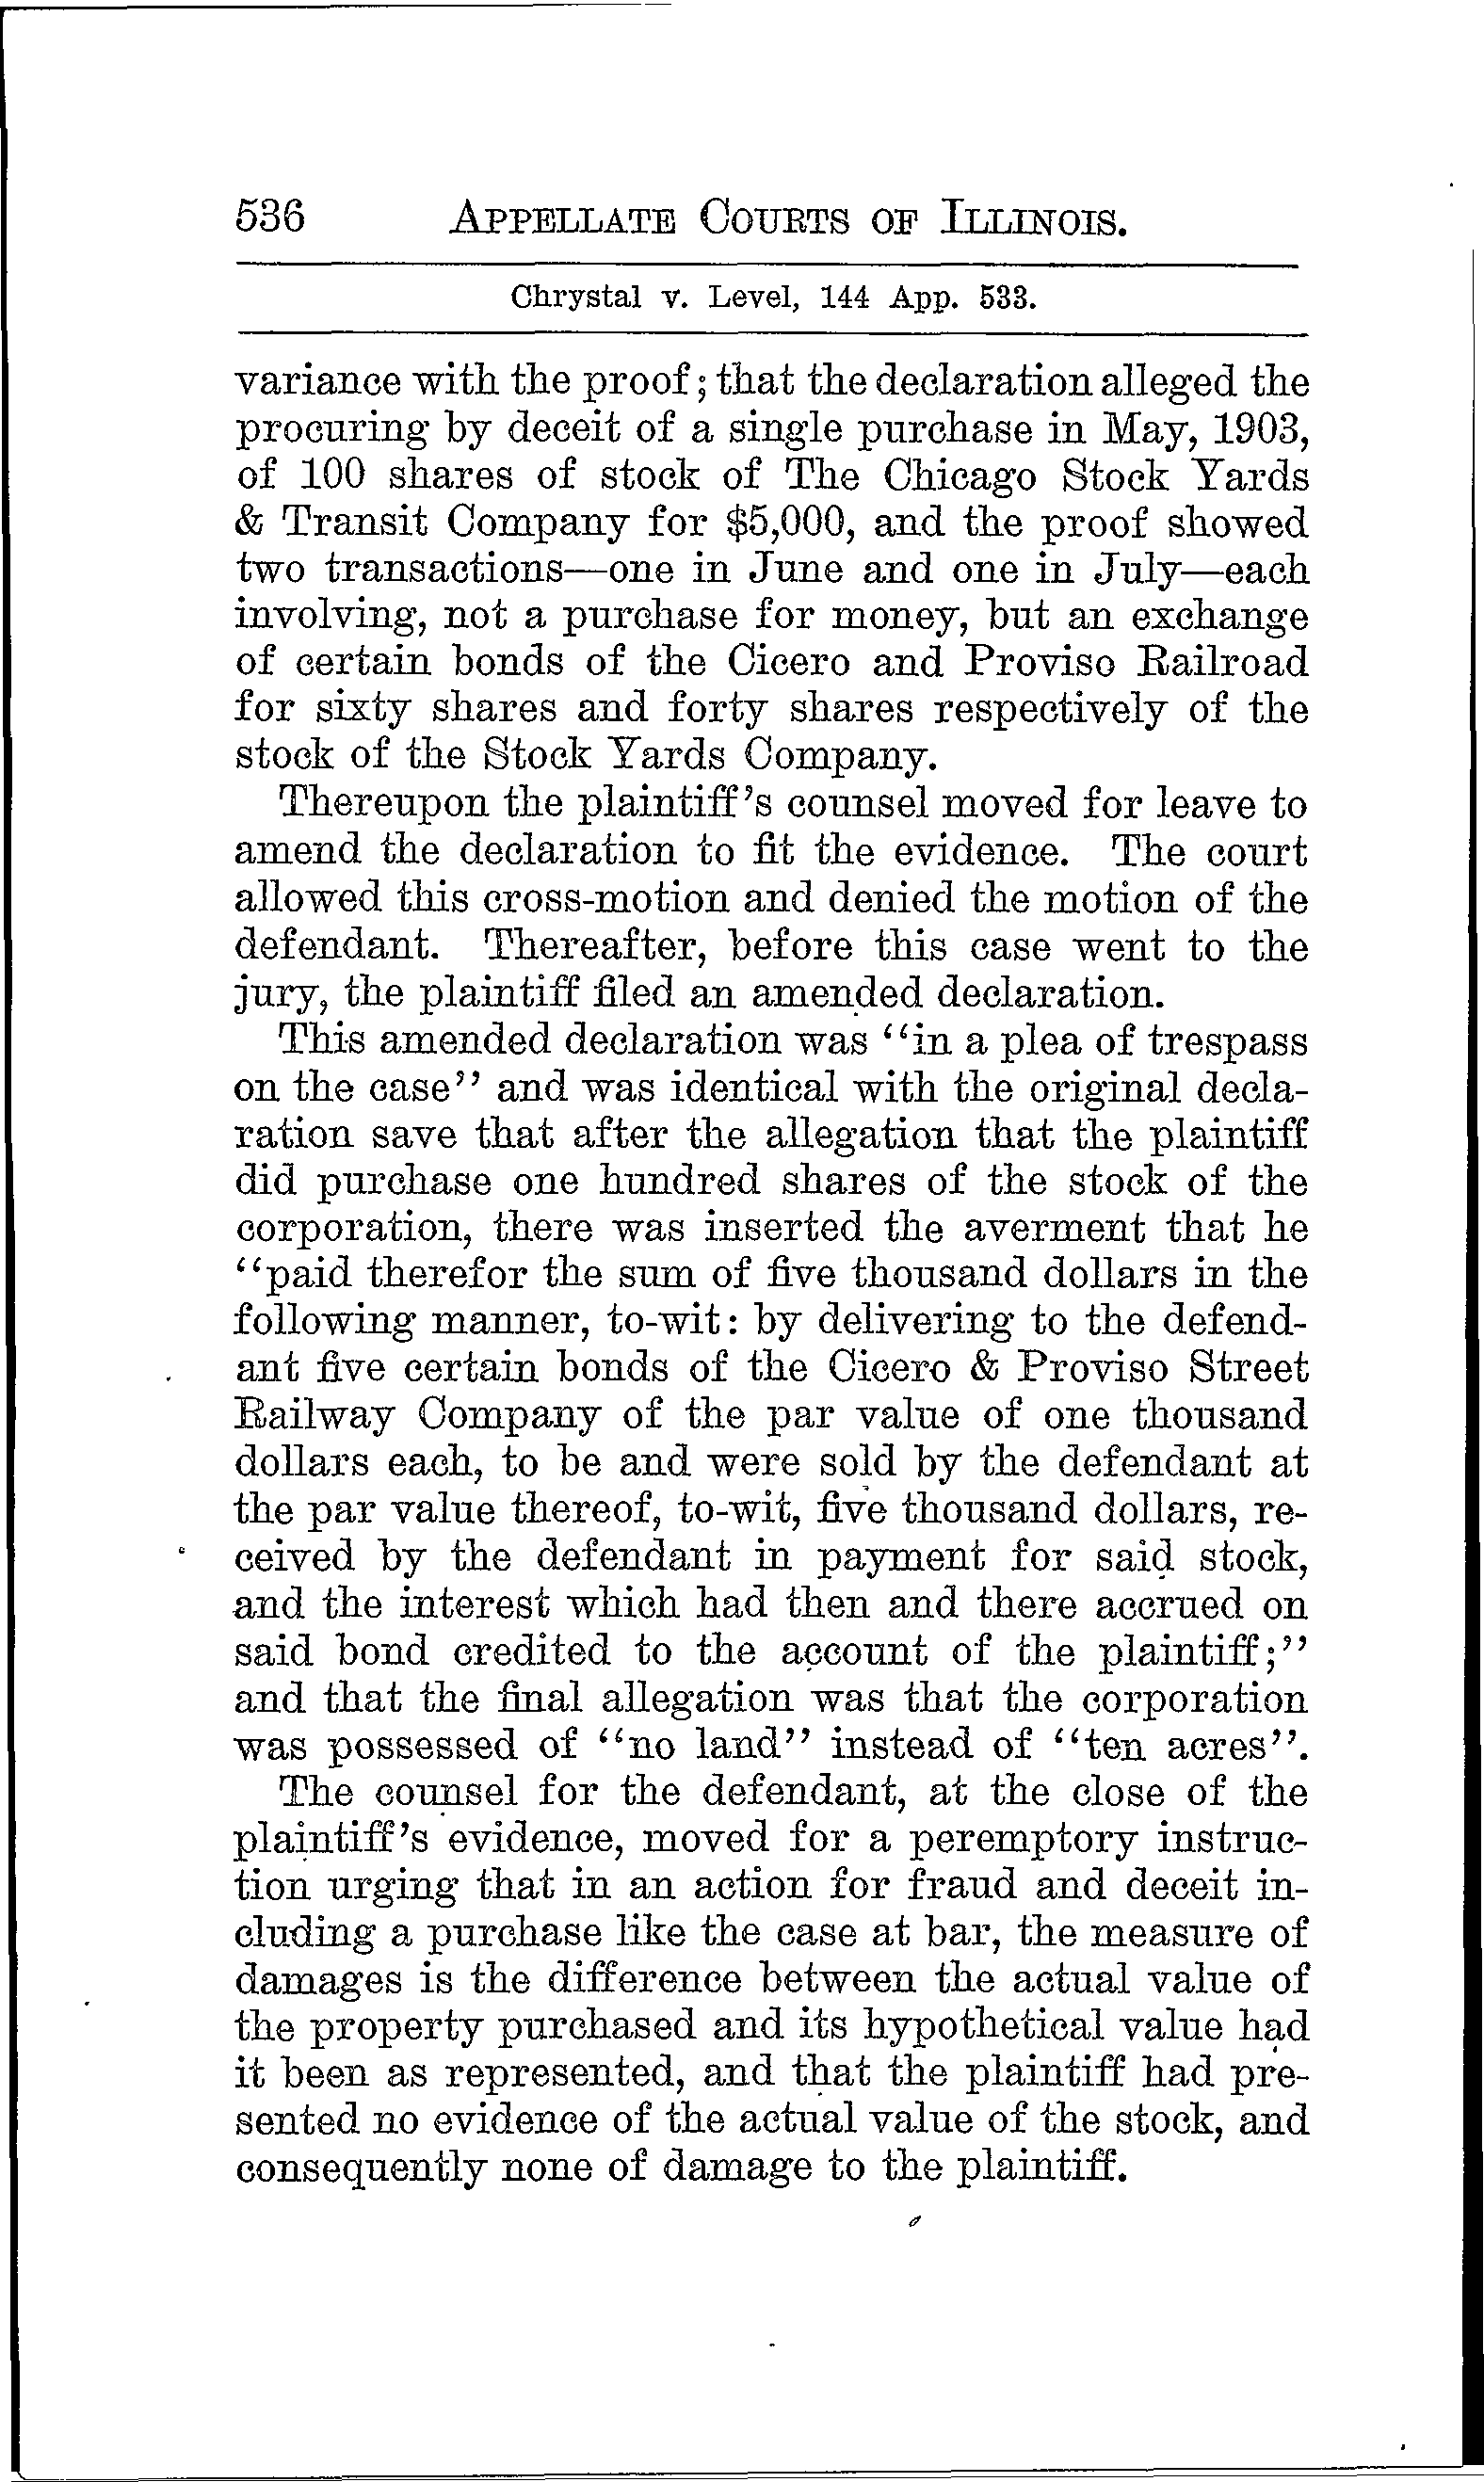 536 APPELLATE COURTS OF ILLINOIS.
Chrystal v. Level, 144 App. 533.
variance with the proof; that the declaration alleged the
procuring by deceit of a single purchase in May, 1903,
of 100 shares of stock of The Chicago Stock Yards
& Transit Company for $5,000, and the proof showed
two transactions—one in June and one in July—each
involving, not a purchase for money, but an exchange
of certain bonds of the Cicero and Proviso Railroad
for sixty shares and forty shares respectively of the
stock of the Stock Yards Company.
Thereupon the plaintiff's counsel moved for leave to
amend the declaration to fit the evidence. The court
allowed this cross-motion and denied the motion of the
defendant. Thereafter, before this case went to the
jury, the plaintiff filed an amended declaration.
This amended declaration was "in a plea of trespass
on the case" and was identical with the original decla-
ration save that after the allegation that the plaintiff
did purchase one hundred shares of the stock of the
corporation, there was inserted the averment that he
"paid therefor the sum of five thousand dollars in the
following manner, to-wit: by delivering to the defend-
ant five certain bonds of the Cicero & Proviso Street
Railway Company of the par value of one thousand
dollars each, to be and were sold by the defendant at
the par value thereof, to-wit, five thousand dollars, re-
ceived by the defendant in payment for said stock,
and the interest which had then and there accrued on
said bond credited to the account of the plaintiff;"
and that the final allegation was that the corporation
was possessed of "no land" instead of "ten acres".
The counsel for the defendant, at the close of the
plaintiff's evidence, moved for a peremptory instruc-
tion urging that in an action for fraud and deceit in-
cluding a purchase like the case at bar, the measure of
damages is the difference between the actual value of
the property purchased and its hypothetical value had
it been as represented, and that the plaintiff had pre-
sented no evidence of the actual value of the stock, and
consequently none of damage to the plaintiff.